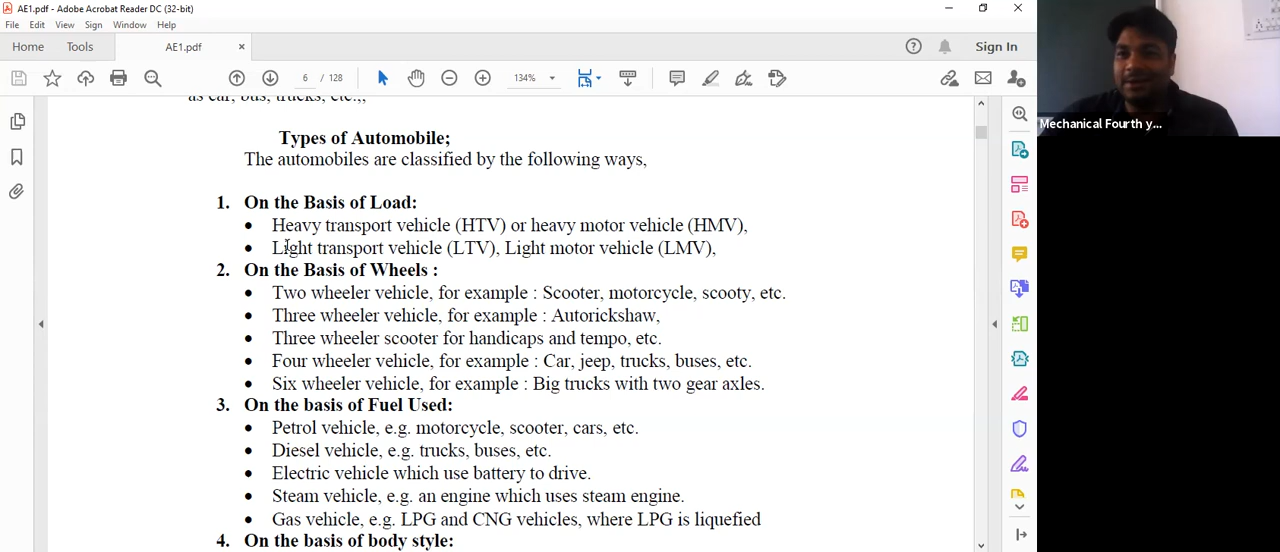 AE1.pdf - Adobe Acrobat Reader DC (32-bit)
File Edit View Sign Window Help
Home Tools AE1.pdf × Sign In
6 / 128 134%
as car, bus, trucks, etc.,,
Types of Automobile;
The automobiles are classified by the following ways,
1. On the Basis of Load:
• Heavy transport vehicle (HTV) or heavy motor vehicle (HMV),
• Light transport vehicle (LTV), Light motor vehicle (LMV),
2. On the Basis of Wheels :
• Two wheeler vehicle, for example : Scooter, motorcycle, scooty, etc.
• Three wheeler vehicle, for example : Autorickshaw,
• Three wheeler scooter for handicaps and tempo, etc.
• Four wheeler vehicle, for example : Car, jeep, trucks, buses, etc.
• Six wheeler vehicle, for example : Big trucks with two gear axles.
3. On the basis of Fuel Used:
• Petrol vehicle, e.g. motorcycle, scooter, cars, etc.
• Diesel vehicle, e.g. trucks, buses, etc.
• Electric vehicle which use battery to drive.
• Steam vehicle, e.g. an engine which uses steam engine.
• Gas vehicle, e.g. LPG and CNG vehicles, where LPG is liquefied
4. On the basis of body style:
Mechanical Fourth y...